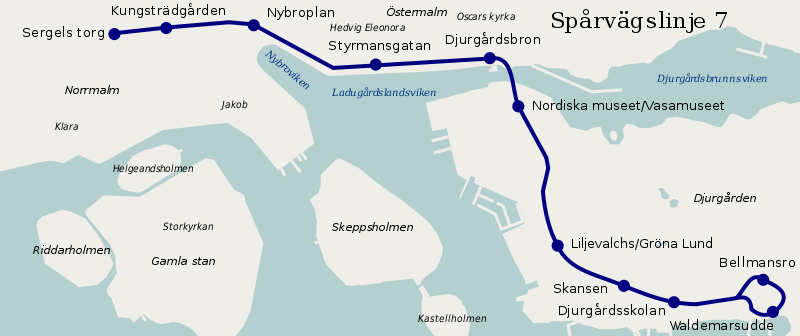 Spårvägslinje 7
Sergels torg
Kungsträdgården
Nybroplan
Östermalm
Hedvig Eleonora
Oscars kyrka
Styrmansgatan
Djurgårdsbron
Nybroviken
Ladugårdslandsviken
Djurgårdsbrunnsviken
Norrmalm
Jakob
Klara
Nordiska museet/Vasamuseet
Helgeandsholmen
Djurgården
Storkyrkan
Skeppsholmen
Riddarholmen
Gamla stan
Liljevalchs/Gröna Lund
Bellmansro
Skansen
Djurgårdsskolan
Kastellholmen
Waldemarsudde